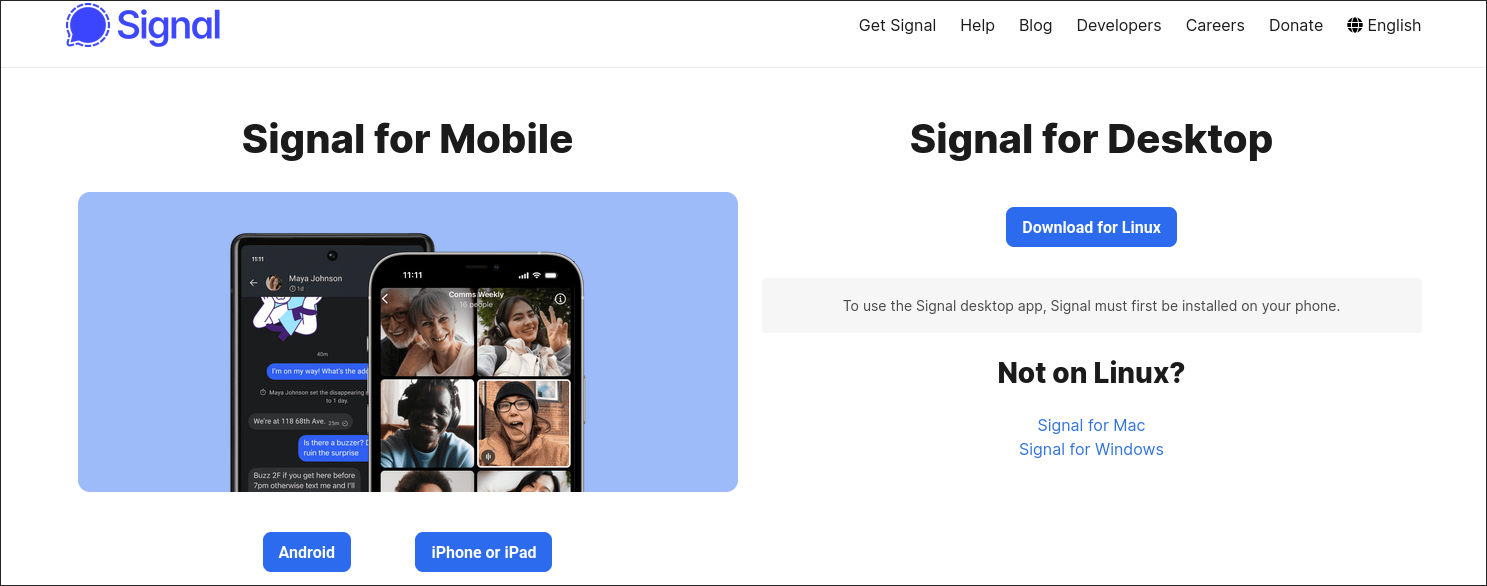 Signal
Get Signal Help Blog Developers Careers Donate English
Signal for Mobile
11:11
Maya Johnson
1d
40m
I'm on my way! What's the
Maya Johnson set the disappearing
to 1 day.
We're at 118 68th Ave. 25m
Is there a buzzer?
ruin the surprise
Buzz 2F if you get here before
7pm otherwise text me and I'll
11:11
Comms Weekly
16 people
Android
iPhone or iPad
Signal for Desktop
Download for Linux
To use the Signal desktop app, Signal must first be installed on your phone.
Not on Linux?
Signal for Mac
Signal for Windows